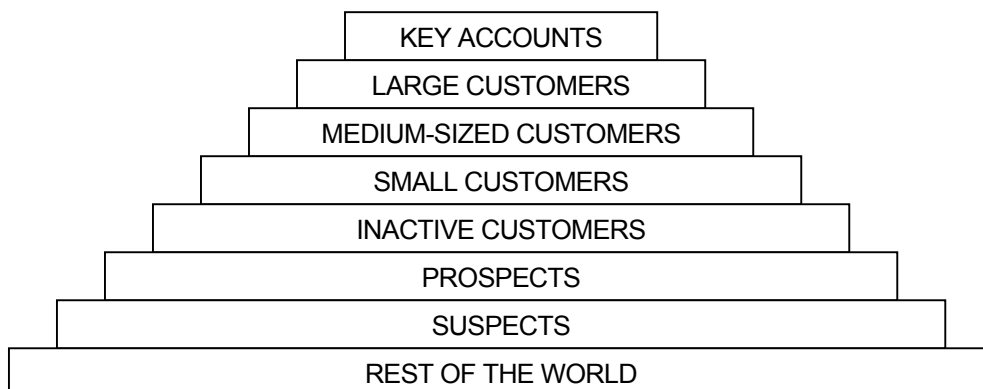 KEY ACCOUNTS
LARGE CUSTOMERS
MEDIUM-SIZED CUSTOMERS
SMALL CUSTOMERS
INACTIVE CUSTOMERS
PROSPECTS
SUSPECTS
REST OF THE WORLD